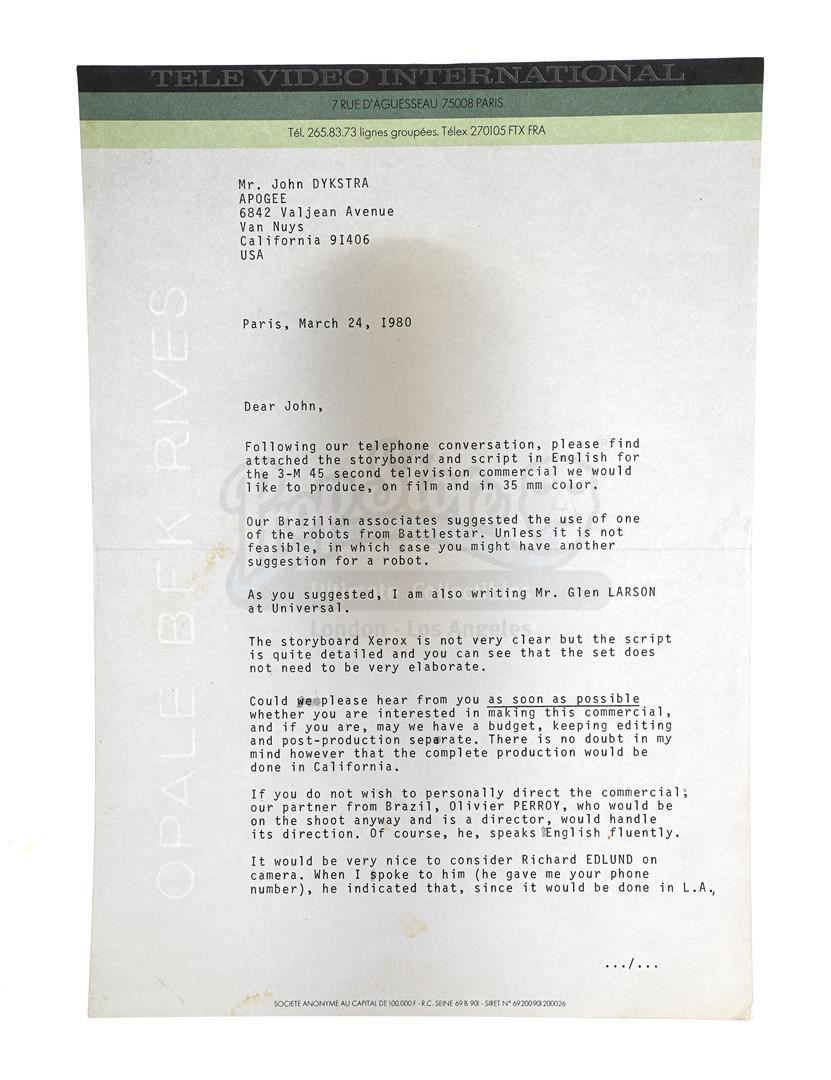 TELE VIDEO INTERNATIONAL
7 RUE D'AGUESSEAU 75008 PARIS
Tél. 265.83.73 lignes groupées. Télex 270105 FTX FRA
Mr. John DYKSTRA
APOGEE
6842 Valjean Avenue
Van Nuys
California 9I406
USA
Paris, March 24, I980
Dear John,
Following our telephone conversation, please find
attached the storyboard and script in English for
the 3-M 45 second television commercial we would
like to produce, on film and in 35 mm color.
Our Brazilian associates suggested the use of one
of the robots from Battlestar. Unless it is not
feasible, in which case you might have another
suggestion for a robot.
As you suggested, I am also writing Mr. Glen LARSON
at Universal.
The storyboard Xerox is not very clear but the script
is quite detailed and you can see that the set does
not need to be very elaborate.
Could we please hear from you as soon as possible
whether you are interested in making this commercial,
and if you are, may we have a budget, keeping editing
and post-production separate. There is no doubt in my
mind however that the complete production would be
done in California.
If you do not wish to personally direct the commercial;
our partner from Brazil, Olivier PERROY, who would be
on the shoot anyway and is a director, would handle
its direction. Of course, he, speaks English fluently.
It would be very nice to consider Richard EDLUND on
camera. When I spoke to him (he gave me your phone
number), he indicated that, since it would be done in L.A.,
.../...
OPALE BEK RIVES
Ultimate Collectibles
London - Los Angeles
SOCIETE ANONYME AU CAPITAL DE 100.000 F - R.C. SEINE 69 B 901 - SIRET N° 69200901200026